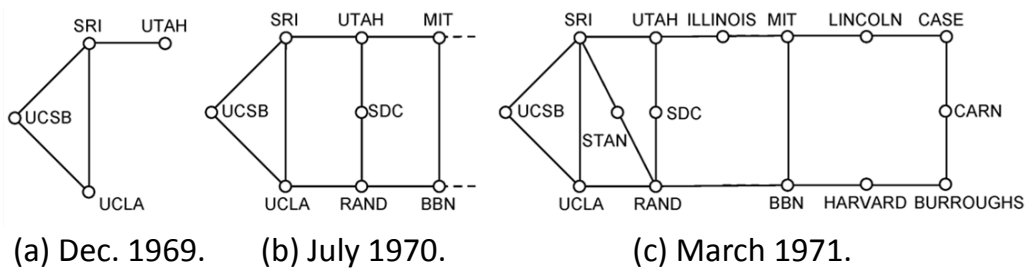 SRI UTAH
UCSB
UCLA
(a) Dec. 1969.
SRI UTAH MIT
UCSB SDC
UCLA RAND BBN
(b) July 1970.
SRI UTAH ILLINOIS MIT LINCOLN CASE
UCSB SDC CARN
STAN
UCLA RAND BBN HARVARD BURROUGHS
(c) March 1971.